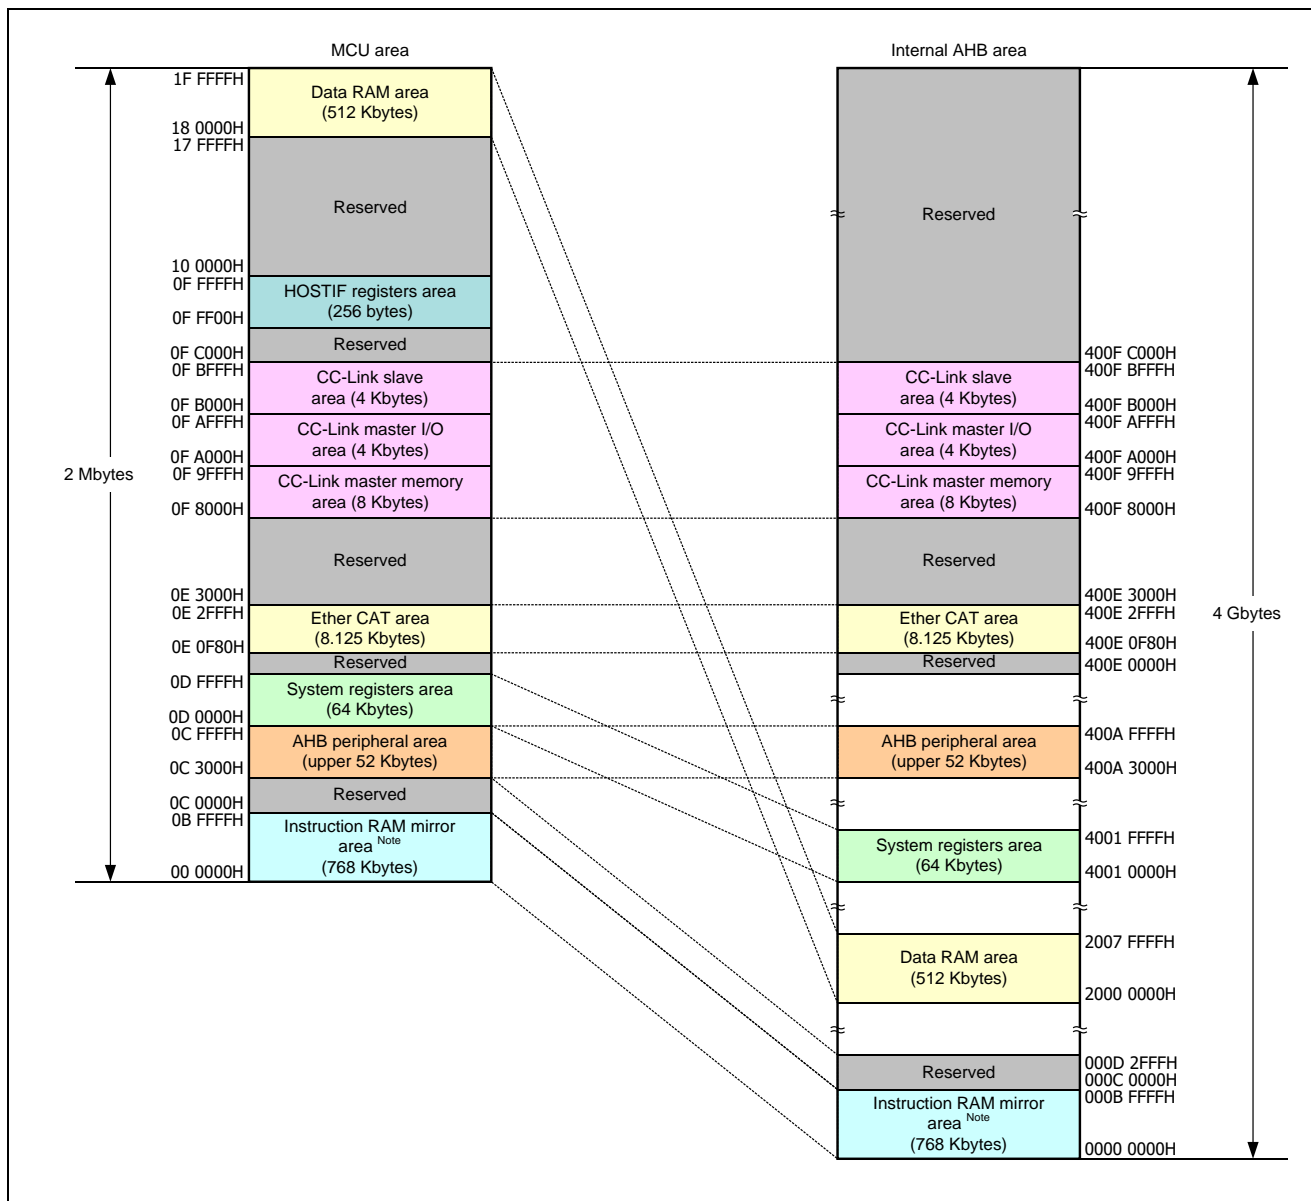 MCU area
Internal AHB area
2 Mbytes
1F FFFFH
Data RAM area
(512 Kbytes)
18 0000H
17 FFFFH
Reserved
10 0000H
0F FFFFH
HOSTIF registers area
(256 bytes)
0F FF00H
Reserved
0F C000H
0F BFFFH
CC-Link slave
area (4 Kbytes)
0F B000H
0F AFFFH
CC-Link master I/O
area (4 Kbytes)
0F A000H
0F 9FFFH
CC-Link master memory
area (8 Kbytes)
0F 8000H
Reserved
0E 3000H
0E 2FFFH
Ether CAT area
(8.125 Kbytes)
0E 0F80H
Reserved
0D FFFFH
System registers area
(64 Kbytes)
0D 0000H
0C FFFFH
AHB peripheral area
(upper 52 Kbytes)
0C 3000H
Reserved
0C 0000H
0B FFFFH
Instruction RAM mirror
area Note
(768 Kbytes)
00 0000H
Reserved
400F C000H
400F BFFFH
CC-Link slave
area (4 Kbytes)
400F B000H
400F AFFFH
CC-Link master I/O
area (4 Kbytes)
400F A000H
400F 9FFFH
CC-Link master memory
area (8 Kbytes)
400F 8000H
Reserved
400E 3000H
400E 2FFFH
Ether CAT area
(8.125 Kbytes)
400E 0F80H
Reserved
400E 0000H
400A FFFFH
AHB peripheral area
(upper 52 Kbytes)
400A 3000H
4001 FFFFH
System registers area
(64 Kbytes)
4001 0000H
2007 FFFFH
Data RAM area
(512 Kbytes)
2000 0000H
000D 2FFFH
Reserved
000C 0000H
000B FFFFH
Instruction RAM mirror
area Note
(768 Kbytes)
0000 0000H
4 Gbytes